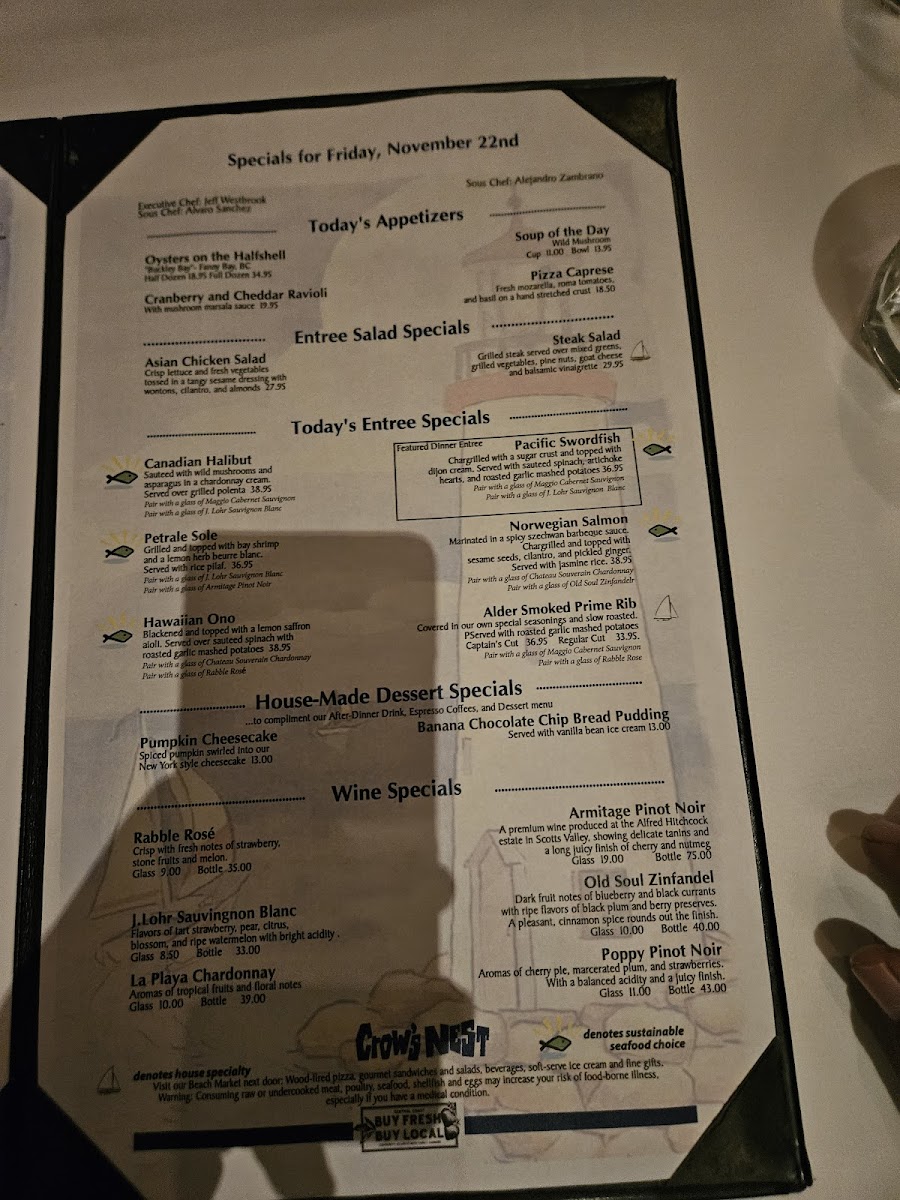 Specials for Friday, November 22nd
Executive Chef: Jeff Westbrook
Sous Chef: Alvaro Sanchez
Sous Chef: Alejandro Zambrano
Today's Appetizers
Oysters on the Halfshell
"Buckley Bay"- Fanny Bay, BC
Half Dozen 18.95 Full Dozen 34.95
Cranberry and Cheddar Ravioli
With mushroom marsala sauce 19.95
Soup of the Day
Wild Mushroom
Cup 11.00 Bowl 13.95
Pizza Caprese
Fresh mozarella, roma tomatoes,
and basil on a hand stretched crust 18.50
Entree Salad Specials
Asian Chicken Salad
Crisp lettuce and fresh vegetables
tossed in a tangy sesame dressing with
wontons, cilantro, and almonds 27.95
Steak Salad
Grilled steak served over mixed greens,
grilled vegetables, pine nuts, goat cheese
and balsamic vinaigrette 29.95
Today's Entree Specials
Canadian Halibut
Sauteed with wild mushrooms and
asparagus in a chardonnay cream.
Served over grilled polenta 38.95
Pair with a glass of Maggio Cabernet Sauvignon
Pair with a glass of J. Lohr Sauvignon Blanc
Petrale Sole
Grilled and topped with bay shrimp
and a lemon herb beurre blanc.
Served with rice pilaf. 36.95
Pair with a glass of J. Lohr Sauvignon Blanc
Pair with a glass of Armitage Pinot Noir
Hawaiian Ono
Blackened and topped with a lemon saffron
aioli. Served over sauteed spinach with
roasted garlic mashed potatoes 38.95
Pair with a glass of Chateau Souverain Chardonnay
Pair with a glass of Rabble Rosé
Featured Dinner Entree
Pacific Swordfish
Chargrilled with a sugar crust and topped with
dijon cream. Served with sauteed spinach, artichoke
hearts, and roasted garlic mashed potatoes 36.95
Pair with a glass of Maggio Cabernet Sauvignon
Pair with a glass of J. Lohr Sauvignon Blanc
Norwegian Salmon
Marinated in a spicy szechwan barbeque sauce.
Chargrilled and topped with
sesame seeds, cilantro, and pickled ginger.
Served with jasmine rice. 38.95
Pair with a glass of Chateau Souverain Chardonnay
Pair with a glass of Old Soul Zinfandelr
Alder Smoked Prime Rib
Covered in our own special seasonings and slow roasted.
PServed with roasted garlic mashed potatoes
Captain's Cut 36.95 Regular Cut 33.95.
Pair with a glass of Maggio Cabernet Sauvignon
Pair with a glass of Rabble Rose
House-Made Dessert Specials
...to compliment our After-Dinner Drink, Espresso Coffees, and Dessert menu
Pumpkin Cheesecake
Spiced pumpkin swirled into our
New York style cheesecake 13.00
Banana Chocolate Chip Bread Pudding
Served with vanilla bean ice cream 13.00
Wine Specials
Rabble Rosé
Crisp with fresh notes of strawberry,
stone fruits and melon.
Glass 9.00 Bottle 35.00
J.Lohr Sauvingnon Blanc
Flavors of tart strawberry, pear, citrus,
blossom, and ripe watermelon with bright acidity .
Glass 8.50 Bottle 33.00
La Playa Chardonnay
Aromas of tropical fruits and floral notes
Glass 10.00 Bottle 39.00
Armitage Pinot Noir
A premium wine produced at the Alfred Hitchcock
estate in Scotts Valley, showing delicate tanins and
a long juicy finish of cherry and nutmeg
Glass 19.00 Bottle 75.00
Old Soul Zinfandel
Dark fruit notes of blueberry and black currants
with ripe flavors of black plum and berry preserves.
A pleasant, cinnamon spice rounds out the finish.
Glass 10.00 Bottle 40.00
Poppy Pinot Noir
Aromas of cherry pie, marcerated plum, and strawberries.
With a balanced acidity and a juicy finish.
Glass 11.00 Bottle 43.00
Crow's NEST
denotes sustainable
seafood choice
denotes house specialty
Visit our Beach Market next door: Wood-fired pizza, gourmet sandwiches and salads, beverages, soft-serve ice cream and fine gifts.
Warning: Consuming raw or undercooked meat, poultry, seafood, shellfish and eggs may increase your risk of food-borne illness,
especially if you have a medical condition.
BUY FRESH
BUY LOCAL